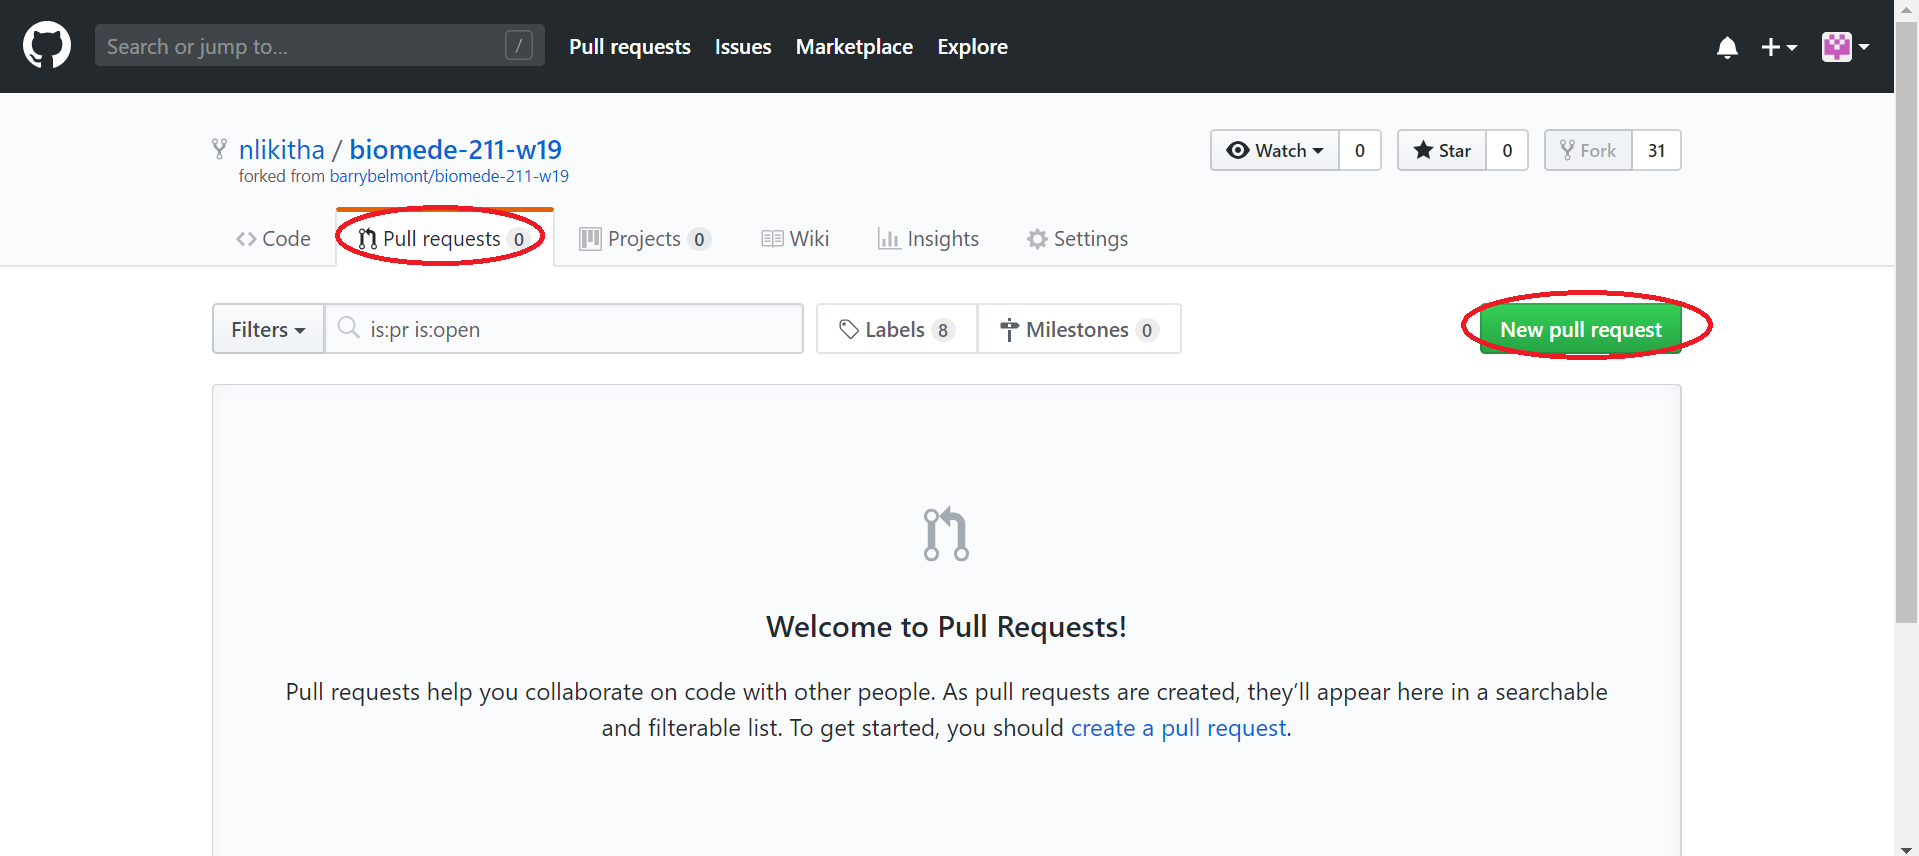 Search or jump to... / Pull requests Issues Marketplace Explore
nlikitha / biomede-211-w19
Watch 0 Star 0 Fork 31
forked from barrybelmont/biomede-211-w19
Code Pull requests 0 Projects 0 Wiki Insights Settings
Filters is:pr is:open Labels 8 Milestones 0 New pull request
Welcome to Pull Requests!
Pull requests help you collaborate on code with other people. As pull requests are created, they’ll appear here in a searchable
and filterable list. To get started, you should create a pull request.